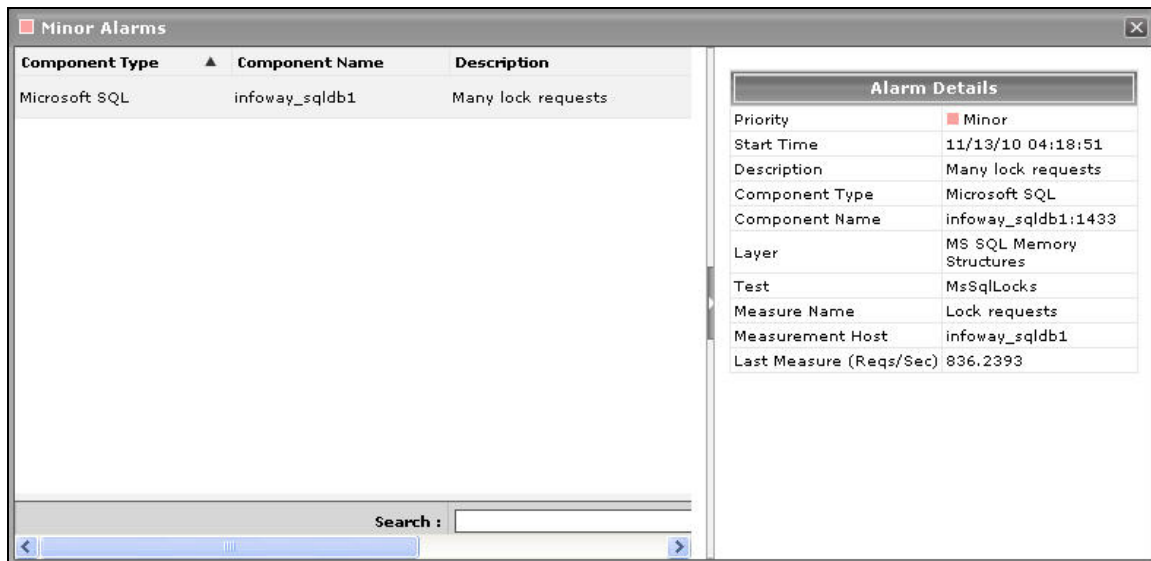 Minor Alarms
Component Type Component Name Description
Microsoft SQL infoway_sqldb1 Many lock requests
Search :
Alarm Details
Priority Minor
Start Time 11/13/10 04:18:51
Description Many lock requests
Component Type Microsoft SQL
Component Name infoway_sqldb1:1433
Layer MS SQL Memory
Structures
Test MsSqlLocks
Measure Name Lock requests
Measurement Host infoway_sqldb1
Last Measure (Reqs/Sec) 836.2393